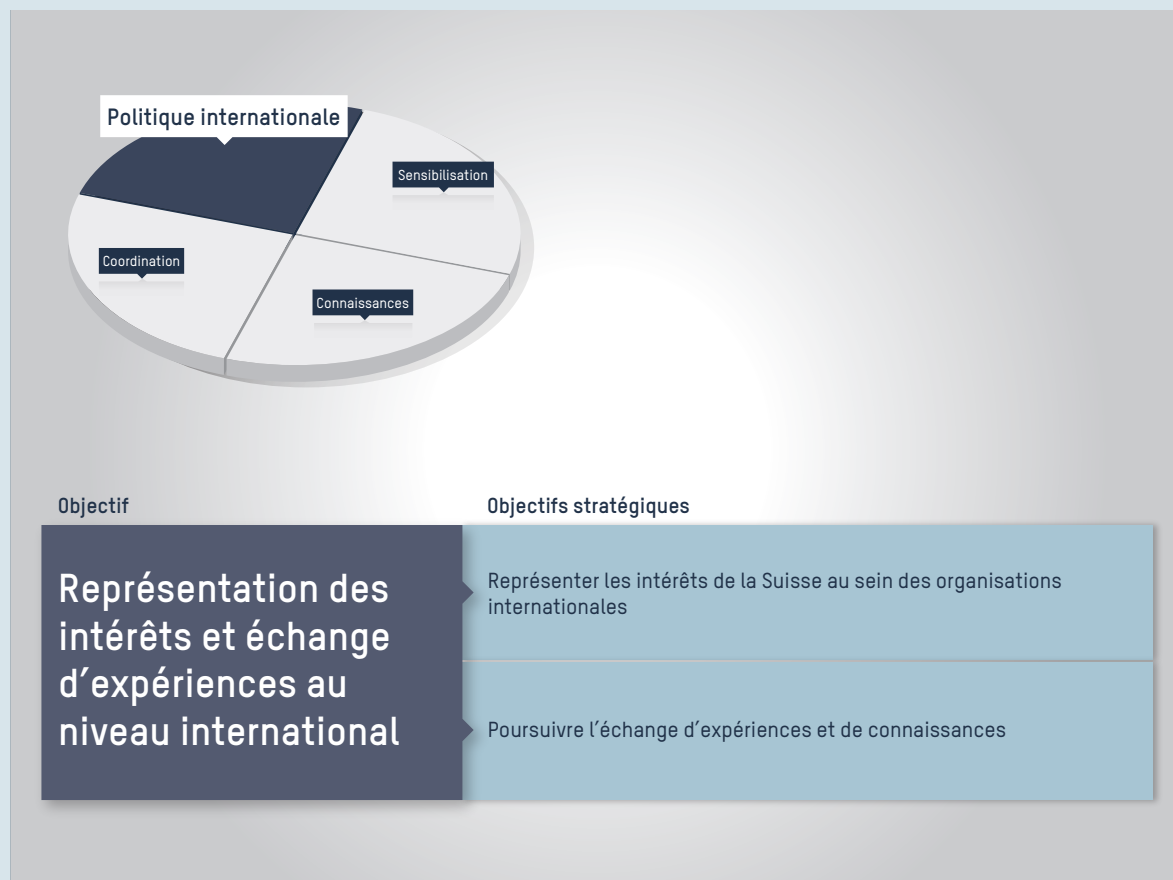 Politique internationale
Sensibilisation
Coordination
Connaissances
Objectif
Objectifs stratégiques
Représentation des
intérêts et échange
d’expériences au
niveau international
Représenter les intérêts de la Suisse au sein des organisations
internationales
Poursuivre l’échange d’expériences et de connaissances